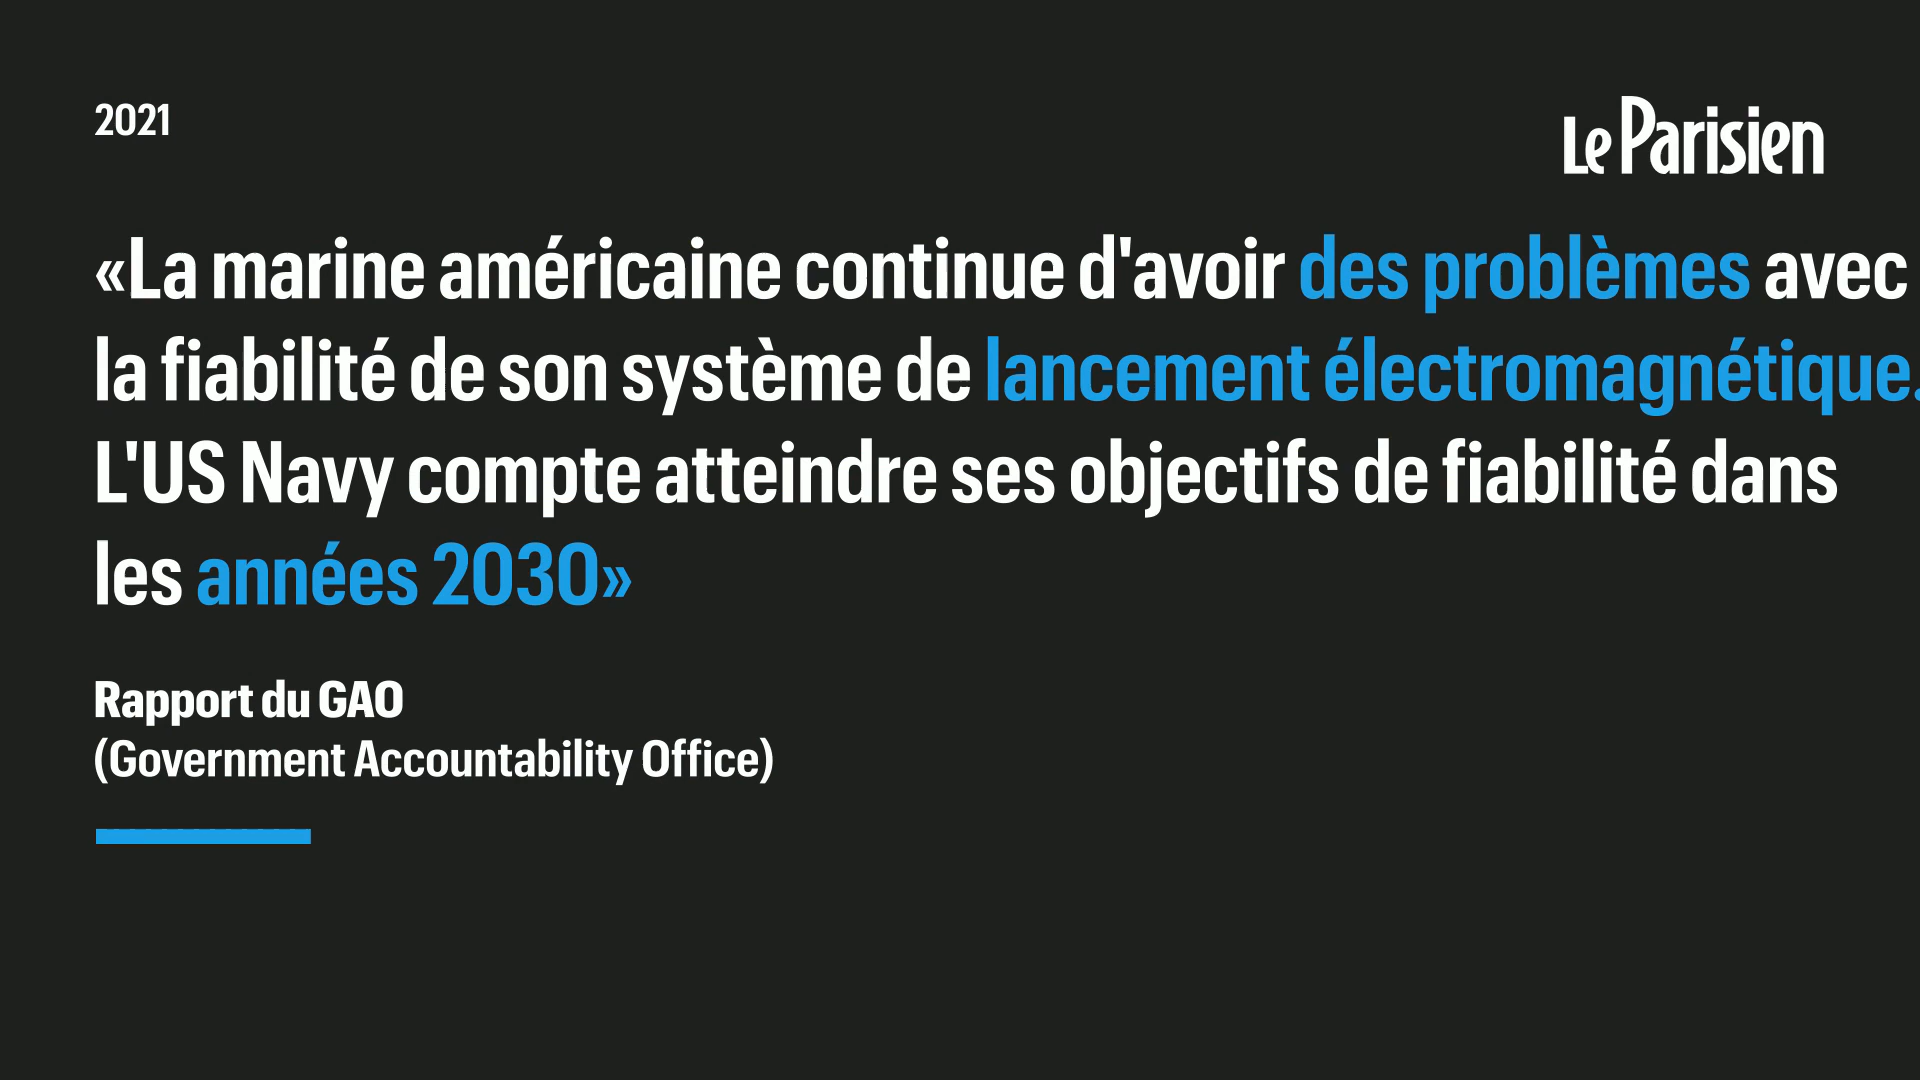 2021
Le Parisien
«La marine américaine continue d'avoir des problèmes avec
la fiabilité de son système de lancement électromagnétique.
L'US Navy compte atteindre ses objectifs de fiabilité dans
les années 2030»
Rapport du GAO
(Government Accountability Office)